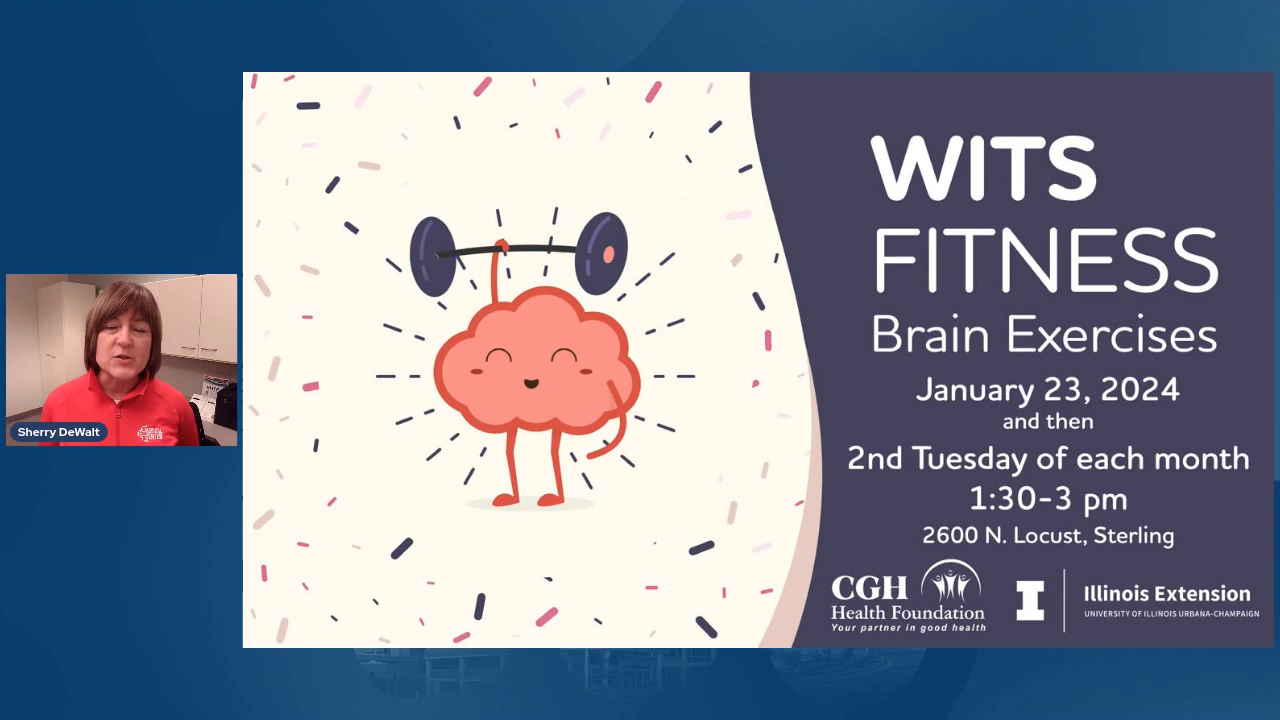 Sherry DeWalt
WITS
FITNESS
Brain Exercises
January 23, 2024
and then
2nd Tuesday of each month
1:30-3 pm
2600 N. Locust, Sterling
CGH
Health Foundation
Your partner in good health
I
Illinois Extension
UNIVERSITY OF ILLINOIS URBANA-CHAMPAIGN